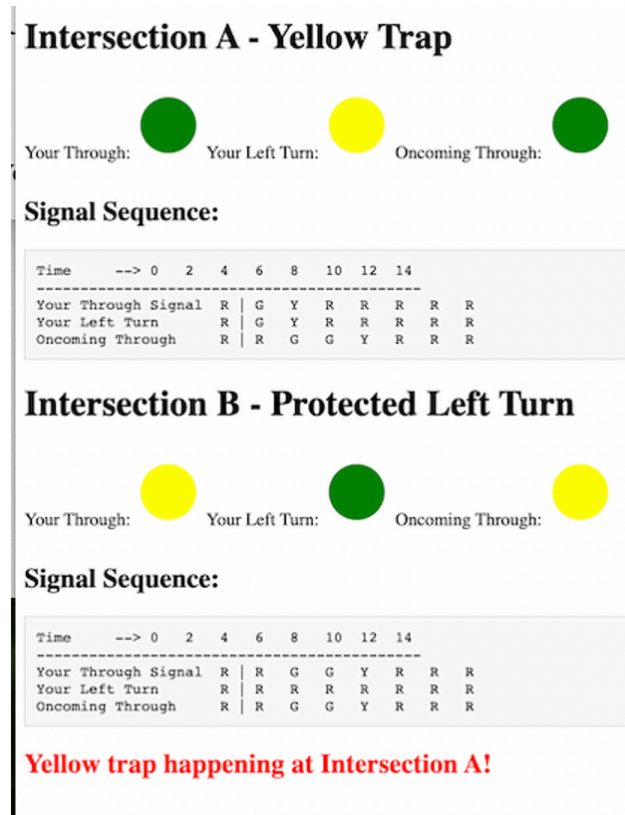 Intersection A - Yellow Trap
Your Through: Your Left Turn: Oncoming Through:
Signal Sequence:
Time --> 0 2 4 6 8 10 12 14
--------------------------------------------
Your Through Signal R | G Y R R R R R
Your Left Turn R | G Y R R R R R
Oncoming Through R | R G G Y R R R
Intersection B - Protected Left Turn
Your Through: Your Left Turn: Oncoming Through:
Signal Sequence:
Time --> 0 2 4 6 8 10 12 14
--------------------------------------------
Your Through Signal R | R G G Y R R R
Your Left Turn R | R R R R R R R
Oncoming Through R | R G G Y R R R
Yellow trap happening at Intersection A!